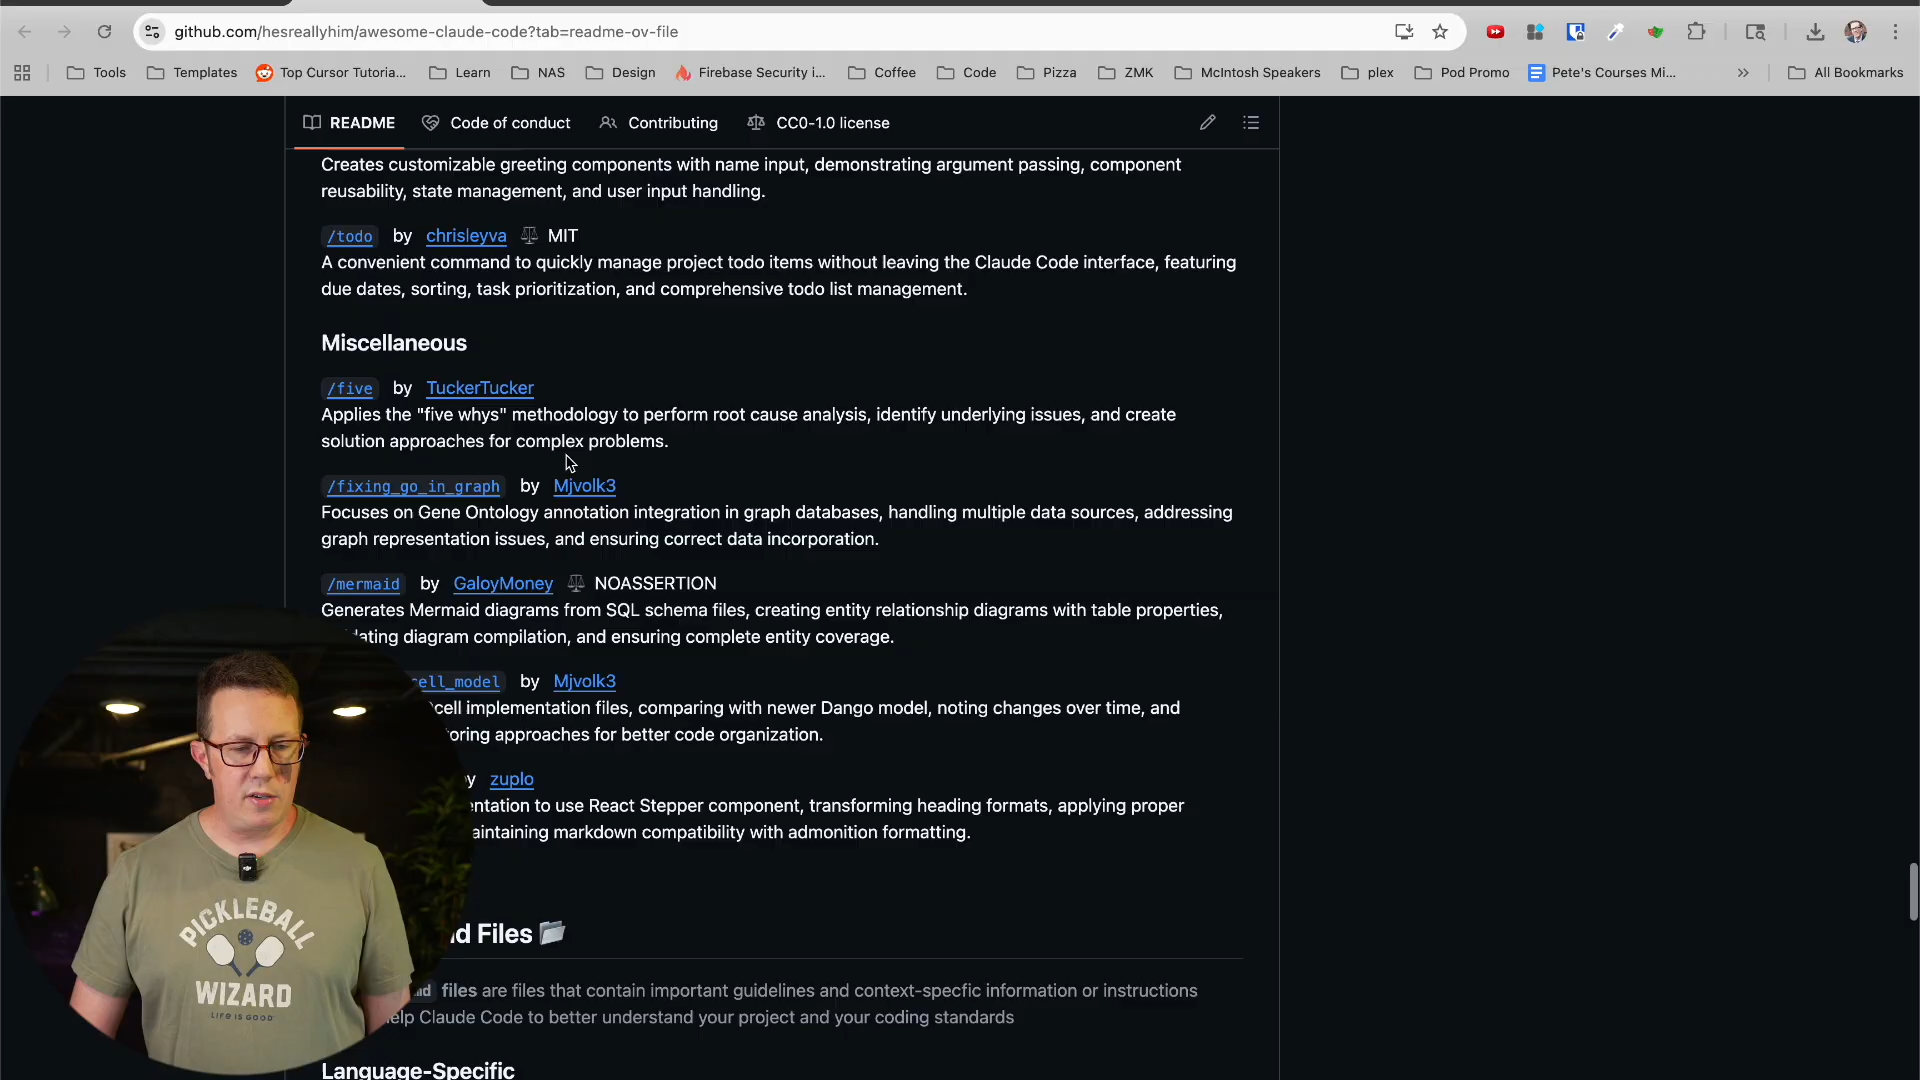 github.com/hesreallyhim/awesome-claude-code?tab=readme-ov-file
Tools Templates Top Cursor Tutoria... Learn NAS Design Firebase Security i... Coffee Code Pizza ZMK McIntosh Speakers plex Pod Promo Pete's Courses Mi... » All Bookmarks
README Code of conduct Contributing CC0-1.0 license
Creates customizable greeting components with name input, demonstrating argument passing, component
reusability, state management, and user input handling.
/todo by chrisleyva MIT
A convenient command to quickly manage project todo items without leaving the Claude Code interface, featuring
due dates, sorting, task prioritization, and comprehensive todo list management.
Miscellaneous
/five by TuckerTucker
Applies the "five whys" methodology to perform root cause analysis, identify underlying issues, and create
solution approaches for complex problems.
/fixing_go_in_graph by Mjvolk3
Focuses on Gene Ontology annotation integration in graph databases, handling multiple data sources, addressing
graph representation issues, and ensuring correct data incorporation.
/mermaid by GaloyMoney NOASSERTION
Generates Mermaid diagrams from SQL schema files, creating entity relationship diagrams with table properties,
dating diagram compilation, and ensuring complete entity coverage.
cell_model by Mjvolk3
cell implementation files, comparing with newer Dango model, noting changes over time, and
oring approaches for better code organization.
y zuplo
entation to use React Stepper component, transforming heading formats, applying proper
aintaining markdown compatibility with admonition formatting.
d Files
d files are files that contain important guidelines and context-specfic information or instructions
elp Claude Code to better understand your project and your coding standards
Language-Specific
PICKLEBALL
WIZARD
LIFE IS GOOD